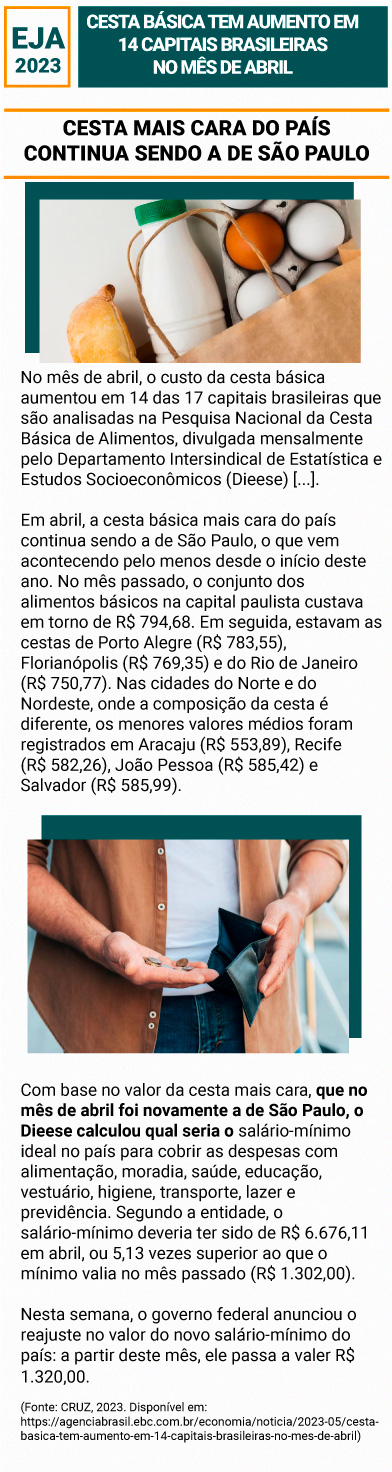 EJA
2023
CESTA BÁSICA TEM AUMENTO EM
14 CAPITAIS BRASILEIRAS
NO MÊS DE ABRIL
CESTA MAIS CARA DO PAÍS
CONTINUA SENDO A DE SÃO PAULO
No mês de abril, o custo da cesta básica
aumentou em 14 das 17 capitais brasileiras que
são analisadas na Pesquisa Nacional da Cesta
Básica de Alimentos, divulgada mensalmente
pelo Departamento Intersindical de Estatística e
Estudos Socioeconômicos (Dieese) [...].
Em abril, a cesta básica mais cara do país
continua sendo a de São Paulo, o que vem
acontecendo pelo menos desde o início deste
ano. No mês passado, o conjunto dos
alimentos básicos na capital paulista custava
em torno de R$ 794,68. Em seguida, estavam as
cestas de Porto Alegre (R$ 783,55),
Florianópolis (R$ 769,35) e do Rio de Janeiro
(R$ 750,77). Nas cidades do Norte e do
Nordeste, onde a composição da cesta é
diferente, os menores valores médios foram
registrados em Aracaju (R$ 553,89), Recife
(R$ 582,26), João Pessoa (R$ 585,42) e
Salvador (R$ 585,99).
Com base no valor da cesta mais cara, que no
mês de abril foi novamente a de São Paulo, o
Dieese calculou qual seria o salário-mínimo
ideal no país para cobrir as despesas com
alimentação, moradia, saúde, educação,
vestuário, higiene, transporte, lazer e
previdência. Segundo a entidade, o
salário-mínimo deveria ter sido de R$ 6.676,11
em abril, ou 5,13 vezes superior ao que o
mínimo valia no mês passado (R$ 1.302,00).
Nesta semana, o governo federal anunciou o
reajuste no valor do novo salário-mínimo do
país: a partir deste mês, ele passa a valer R$
1.320,00.
(Fonte: CRUZ, 2023. Disponível em:
https://agenciabrasil.ebc.com.br/economia/noticia/2023-05/cesta-
basica-tem-aumento-em-14-capitais-brasileiras-no-mes-de-abril)